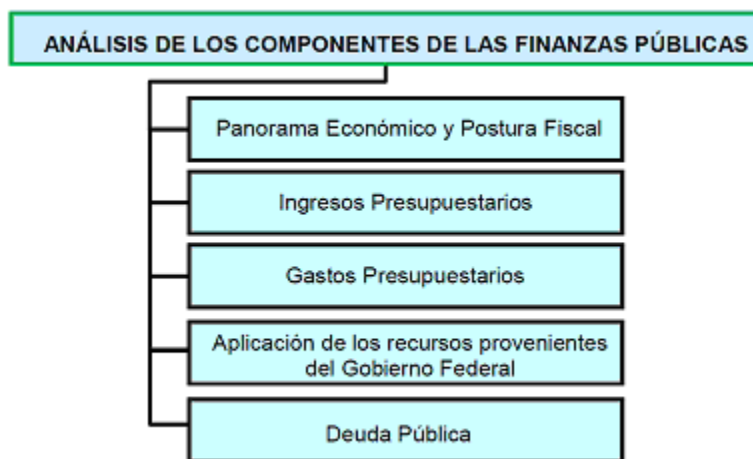 ANÁLISIS DE LOS COMPONENTES DE LAS FINANZAS PÚBLICAS
Panorama Económico y Postura Fiscal
Ingresos Presupuestarios
Gastos Presupuestarios
Aplicación de los recursos provenientes
del Gobierno Federal
Deuda Pública